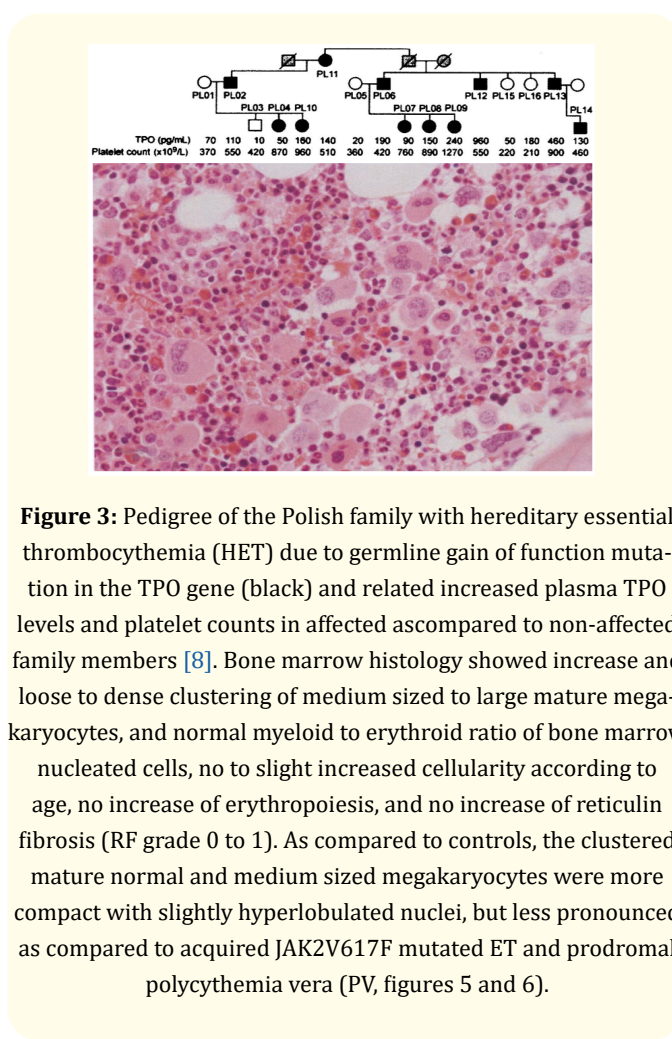 PL11
PL01 PL02 PL05 PL06 PL12 PL15 PL16 PL13
PL03 PL04 PL10 PL07 PL08 PL09 PL14
TPO (pg/mL) 70 110 10 50 160 140 20 190 90 150 240 960 50 180 460 130
Platelet count (x10⁹/L) 370 550 420 870 960 510 360 420 760 890 1270 550 220 210 900 460
Figure 3: Pedigree of the Polish family with hereditary essential
thrombocythemia (HET) due to germline gain of function muta-
tion in the TPO gene (black) and related increased plasma TPO
levels and platelet counts in affected ascompared to non-affected
family members [8]. Bone marrow histology showed increase and
loose to dense clustering of medium sized to large mature mega-
karyocytes, and normal myeloid to erythroid ratio of bone marrow
nucleated cells, no to slight increased cellularity according to
age, no increase of erythropoiesis, and no increase of reticulin
fibrosis (RF grade 0 to 1). As compared to controls, the clustered
mature normal and medium sized megakaryocytes were more
compact with slightly hyperlobulated nuclei, but less pronounced
as compared to acquired JAK2V617F mutated ET and prodromal
polycythemia vera (PV, figures 5 and 6).